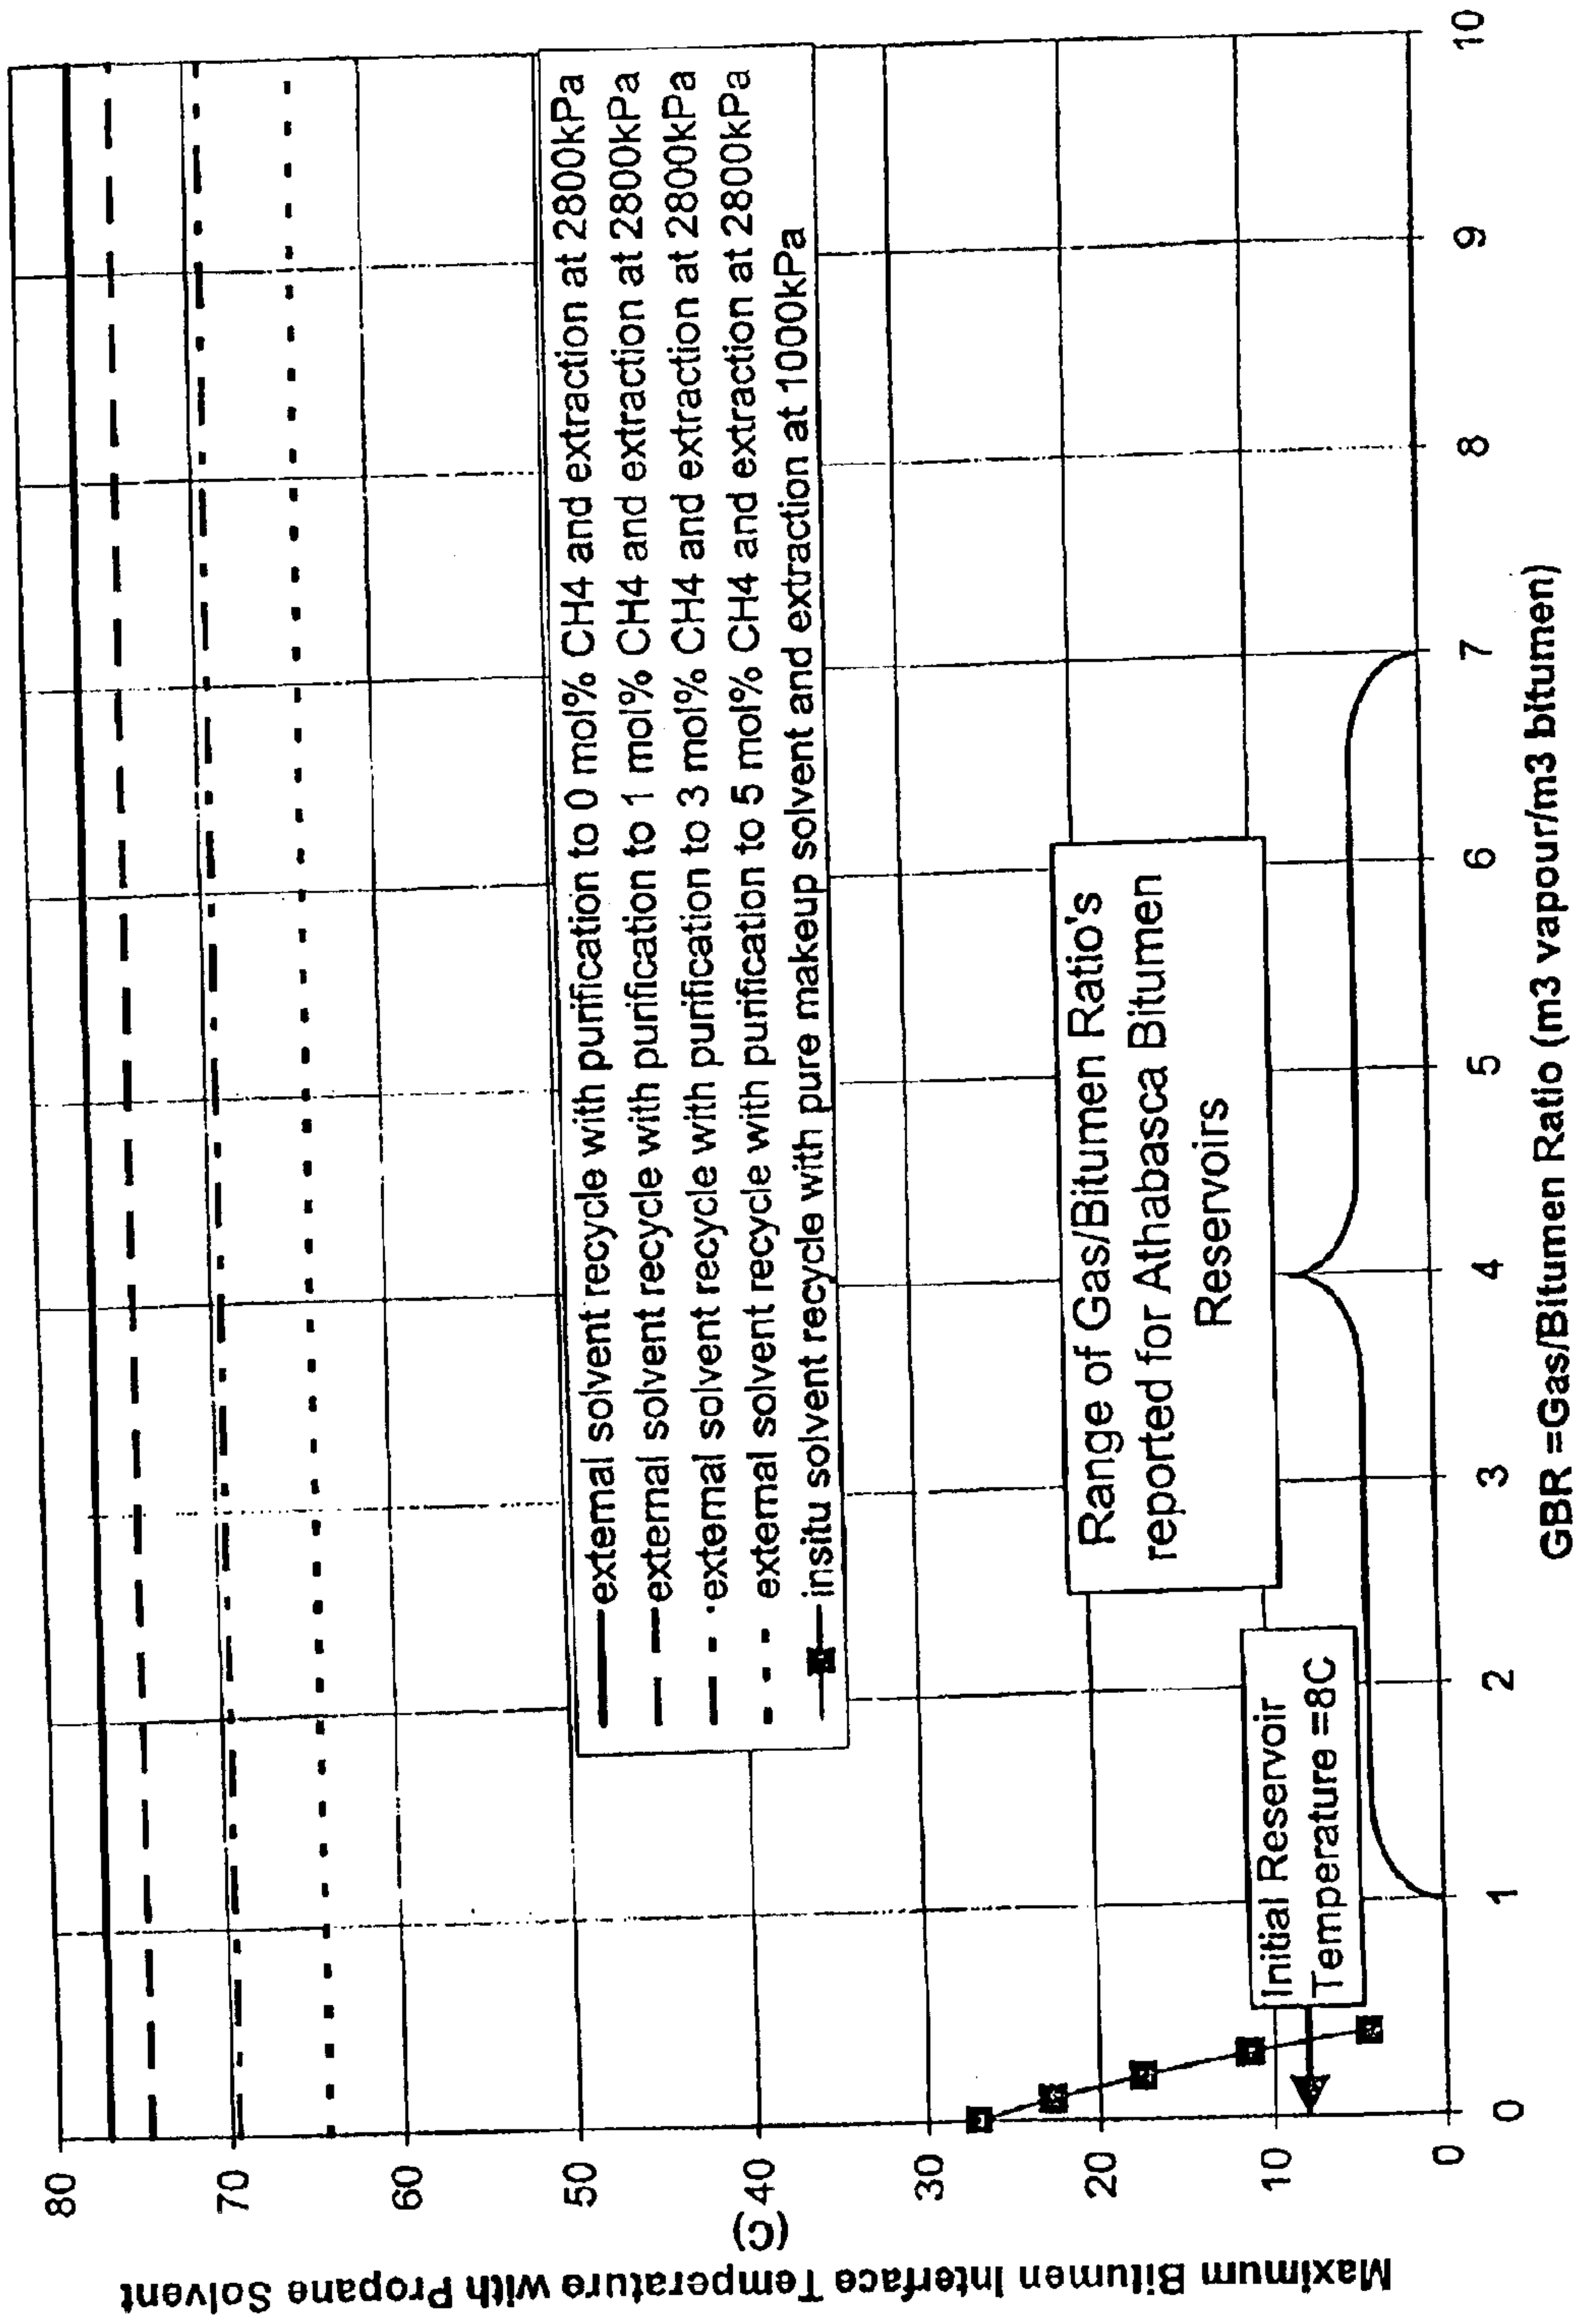 Maximum Bitumen Interface Temperature with Propane Solvent
(C)
80
70
60
50
40
30
20
10
0
external solvent recycle with purification to 0 mol% CH4 and extraction at 2800kPa
external solvent recycle with purification to 1 mol% CH4 and extraction at 2800kPa
external solvent recycle with purification to 3 mol% CH4 and extraction at 2800kPa
external solvent recycle with purification to 5 mol% CH4 and extraction at 2800kPa
insitu solvent recycle with pure makeup solvent and extraction at 1000kPa
Range of Gas/Bitumen Ratio's
reported for Athabasca Bitumen
Reservoirs
Initial Reservoir
Temperature =8C
0
1
2
3
4
5
6
7
8
9
10
GBR =Gas/Bitumen Ratio (m3 vapour/m3 bitumen)